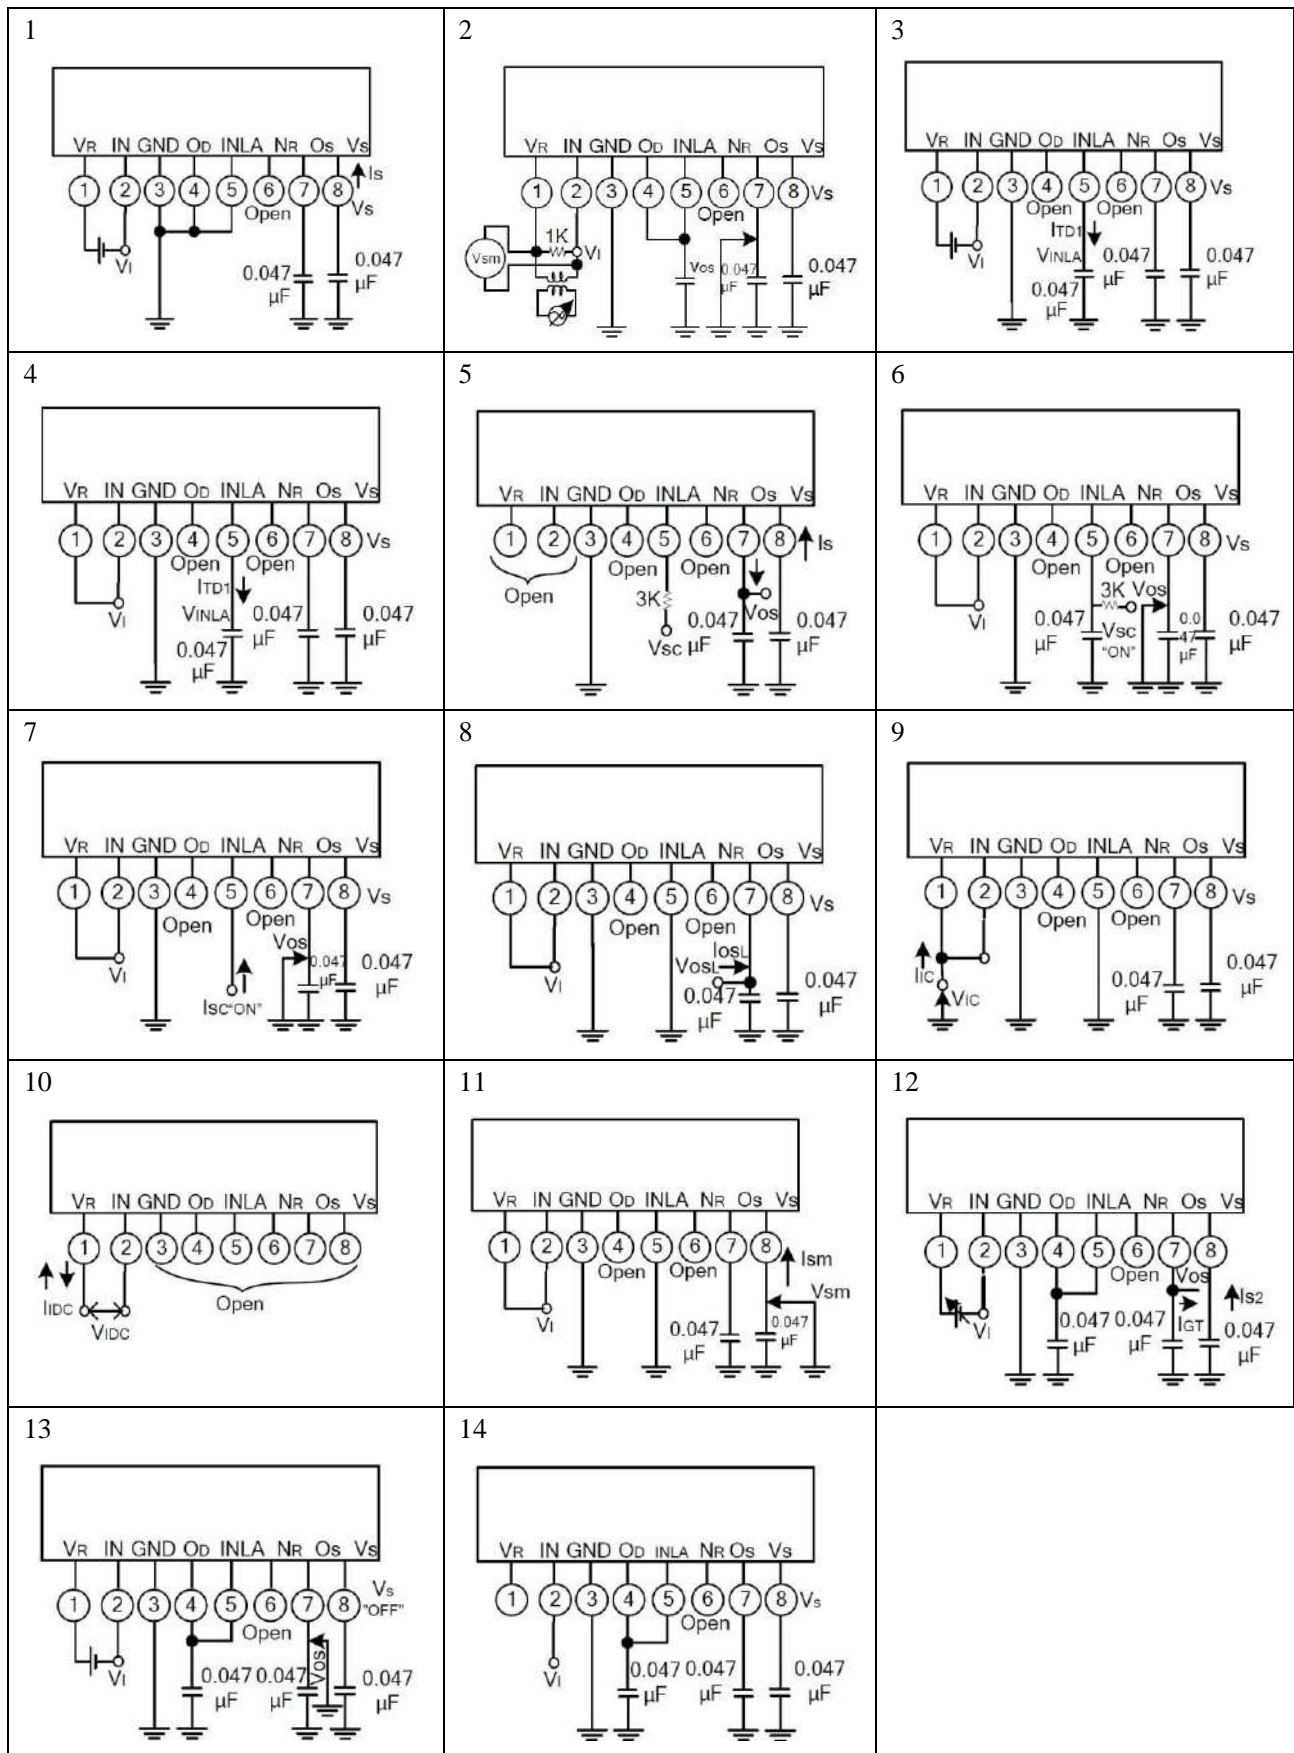 1
VR IN GND OD INLA NR OS VS
1 2 3 4 5 6 7 8
IS
VS
Open
VI
0.047 μF
0.047 μF
2
VR IN GND OD INLA NR OS VS
1 2 3 4 5 6 7 8 VS
Open
1K
Vsm
VI
VOS
0.047 μF
0.047 μF
3
VR IN GND OD INLA NR OS VS
1 2 3 4 5 6 7 8 VS
Open Open
ITD1
VI
VINLA
0.047 μF
0.047 μF
0.047 μF
4
VR IN GND OD INLA NR OS VS
1 2 3 4 5 6 7 8 VS
Open Open
ITD1
VI
VINLA
0.047 μF
0.047 μF
0.047 μF
5
VR IN GND OD INLA NR OS VS
1 2 3 4 5 6 7 8 IS
Open Open
Open
3K
VOS
VSC
0.047 μF
0.047 μF
6
VR IN GND OD INLA NR OS VS
1 2 3 4 5 6 7 8 VS
Open Open
3K VOS
VI
VSC
"ON"
0.047 μF
0.047 μF
0.047 μF
7
VR IN GND OD INLA NR OS VS
1 2 3 4 5 6 7 8 VS
Open Open
VOS
VI
ISC"ON"
0.047 μF
0.047 μF
8
VR IN GND OD INLA NR OS VS
1 2 3 4 5 6 7 8 VS
Open Open
IOSL
VOSL
VI
0.047 μF
0.047 μF
9
VR IN GND OD INLA NR OS VS
1 2 3 4 5 6 7 8 VS
Open Open
IIC
VIC
0.047 μF
0.047 μF
10
VR IN GND OD INLA NR OS VS
1 2 3 4 5 6 7 8
IIDC
VIDC
Open
11
VR IN GND OD INLA NR OS VS
1 2 3 4 5 6 7 8
Open Open
Ism
Vsm
VI
0.047 μF
0.047 μF
12
VR IN GND OD INLA NR OS VS
1 2 3 4 5 6 7 8
Open VOS
IS2
IGT
VI
0.047 μF
0.047 μF
0.047 μF
13
VR IN GND OD INLA NR OS VS
1 2 3 4 5 6 7 8
VS
"OFF"
Open
VI
VOS
0.047 μF
0.047 μF
0.047 μF
14
VR IN GND OD INLA NR OS VS
1 2 3 4 5 6 7 8 VS
Open
VI
0.047 μF
0.047 μF
0.047 μF